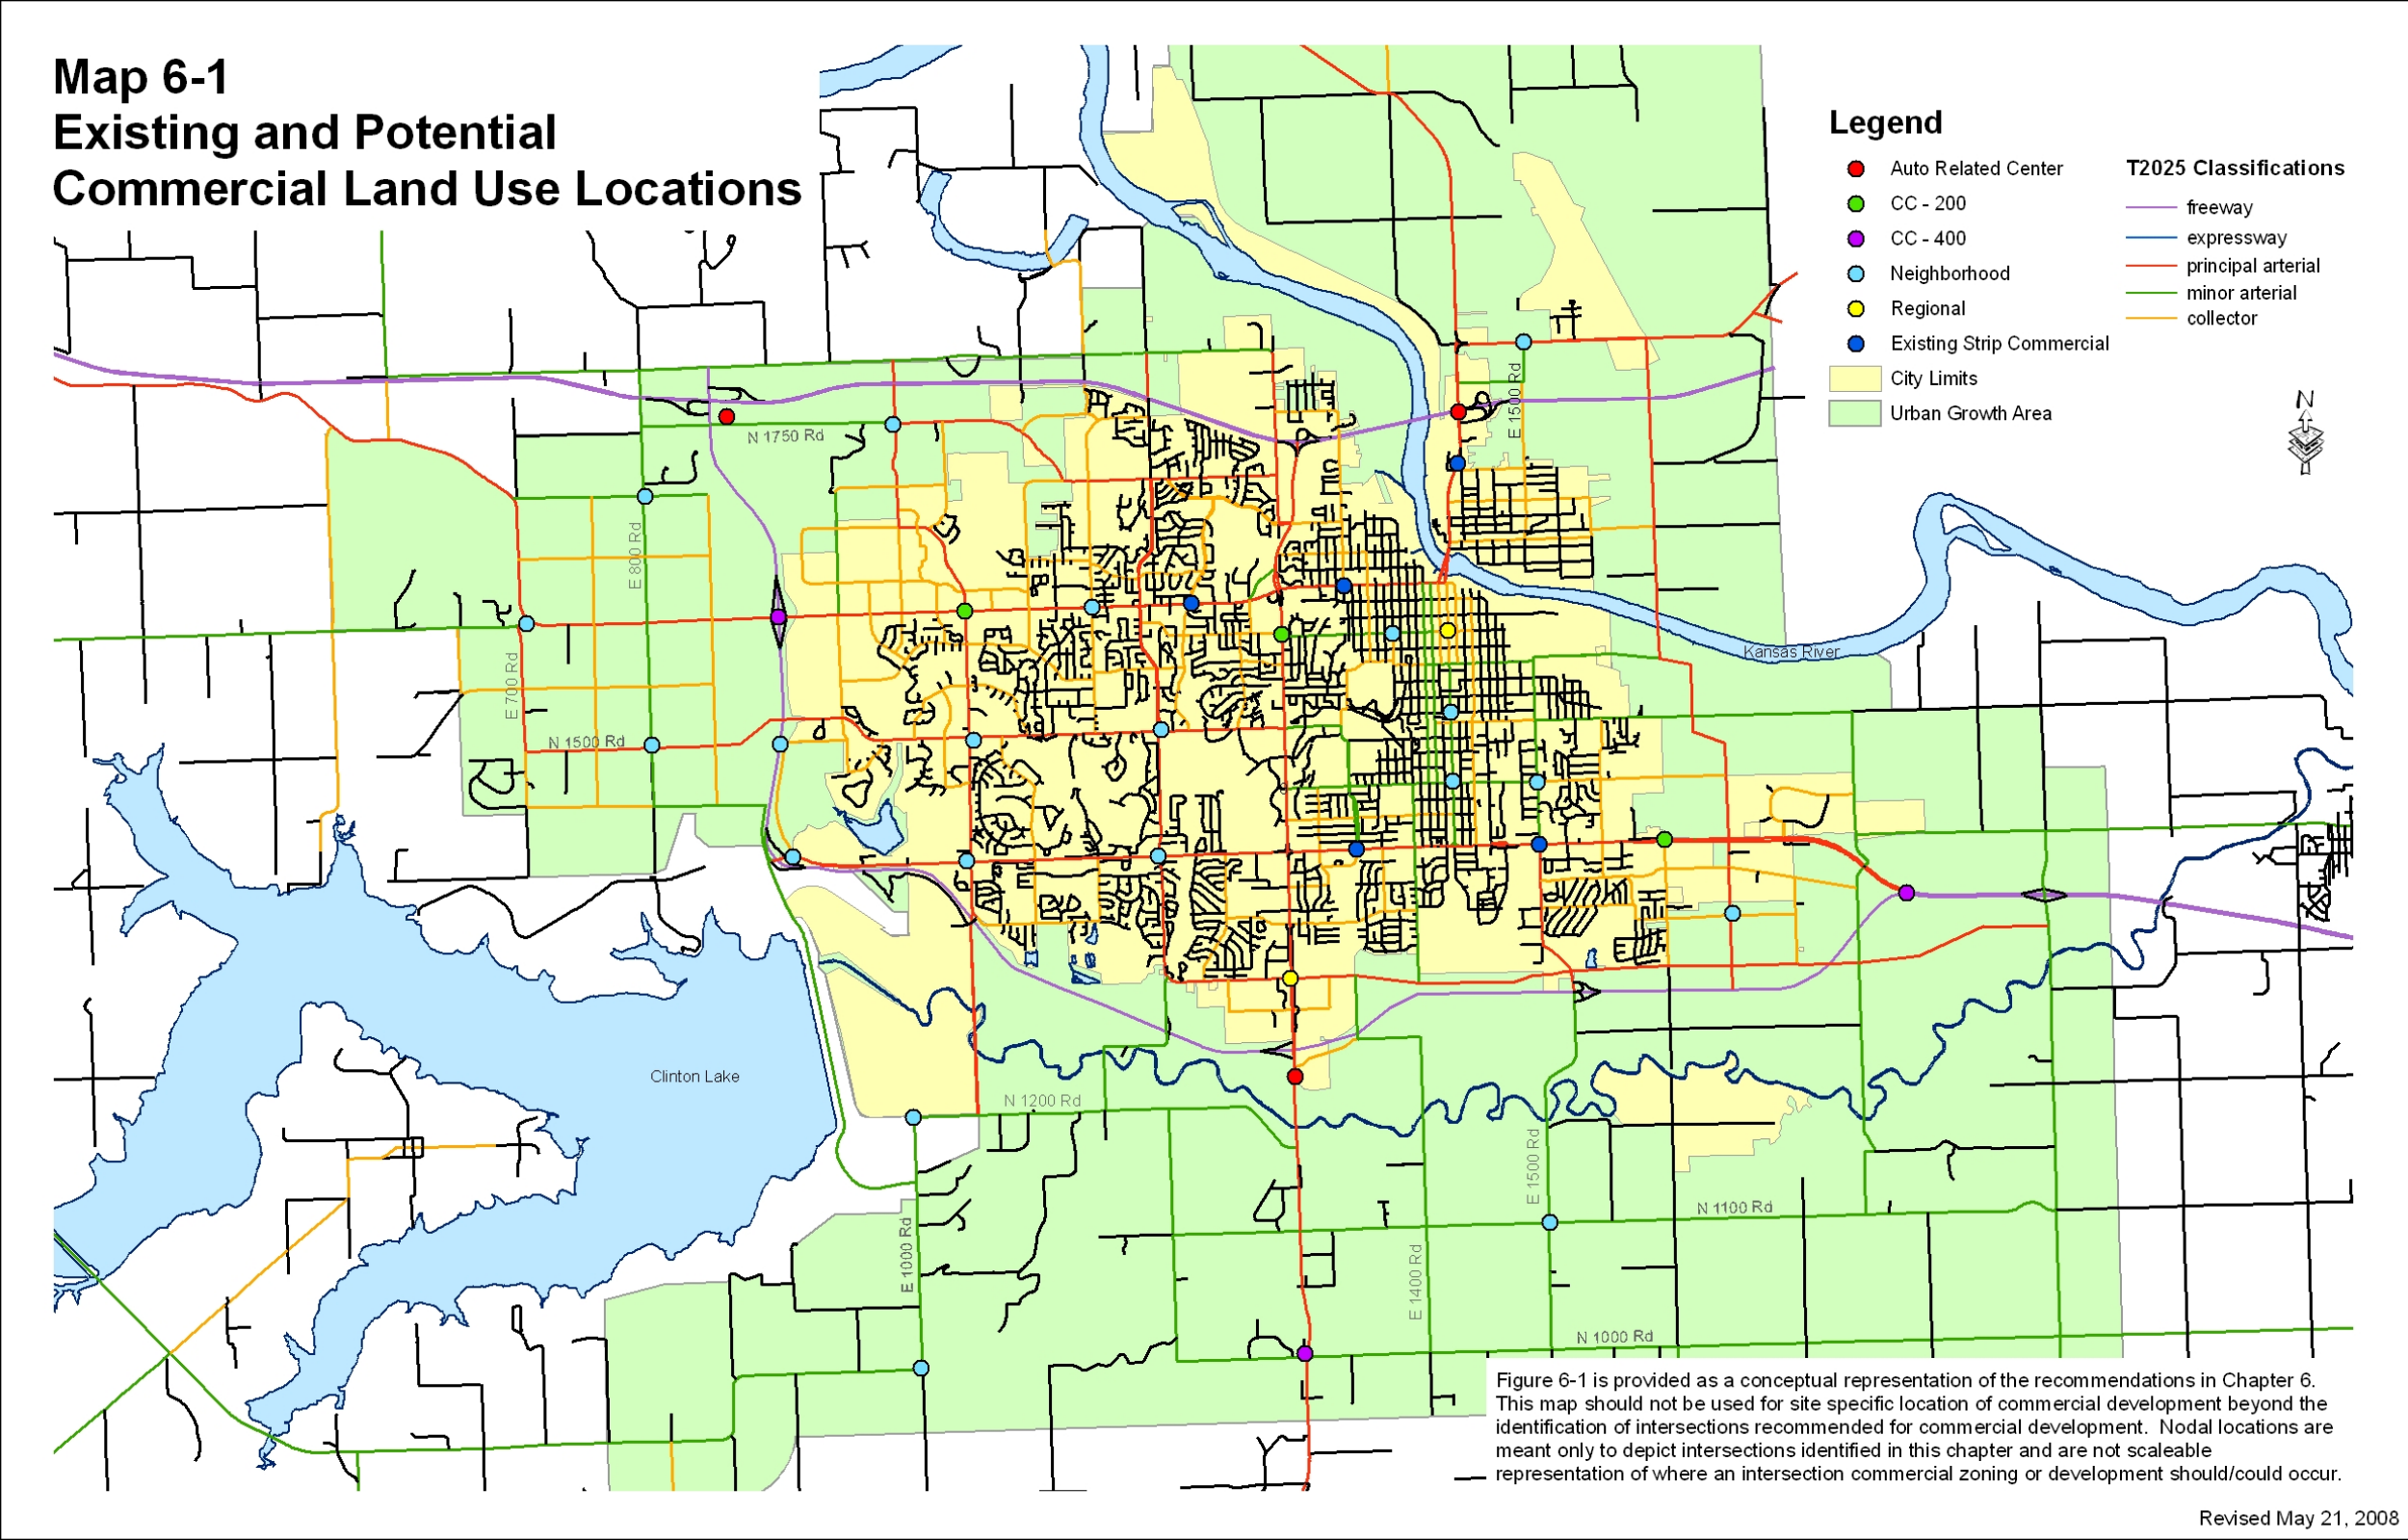 Map 6-1
Existing and Potential
Commercial Land Use Locations
Legend
Auto Related Center
CC - 200
CC - 400
Neighborhood
Regional
Existing Strip Commercial
City Limits
Urban Growth Area
T2025 Classifications
freeway
expressway
principal arterial
minor arterial
collector
N
N 1750 Rd
E 1500 Rd
E 800 Rd
E 700 Rd
N 1500 Rd
Kansas River
Clinton Lake
N 1200 Rd
E 1500 Rd
N 1100 Rd
E 1000 Rd
E 1400 Rd
N 1000 Rd
Figure 6-1 is provided as a conceptual representation of the recommendations in Chapter 6.
This map should not be used for site specific location of commercial development beyond the
identification of intersections recommended for commercial development.  Nodal locations are
meant only to depict intersections identified in this chapter and are not scaleable
representation of where an intersection commercial zoning or development should/could occur.
Revised May 21, 2008